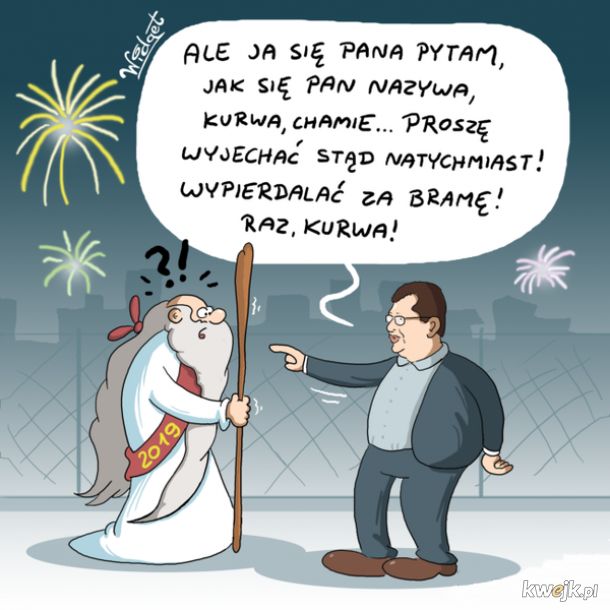 Widget
ALE JA SIĘ PANA PYTAM,
JAK SIĘ PAN NAZYWA,
KURWA, CHAMIE... PROSZĘ
WYJECHAĆ STĄD NATYCHMIAST!
WYPIERDALAĆ ZA BRAMĘ!
RAZ, KURWA!
?!
2019
kwejk.pl